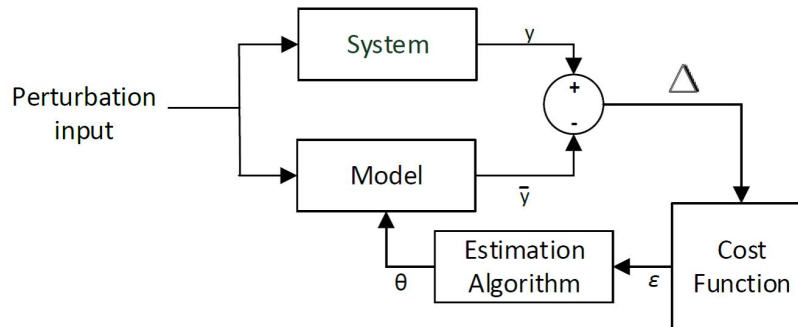 System
y
Perturbation
input
+
Δ
-
Model
ȳ
Estimation
Algorithm
Cost
Function
θ
ε